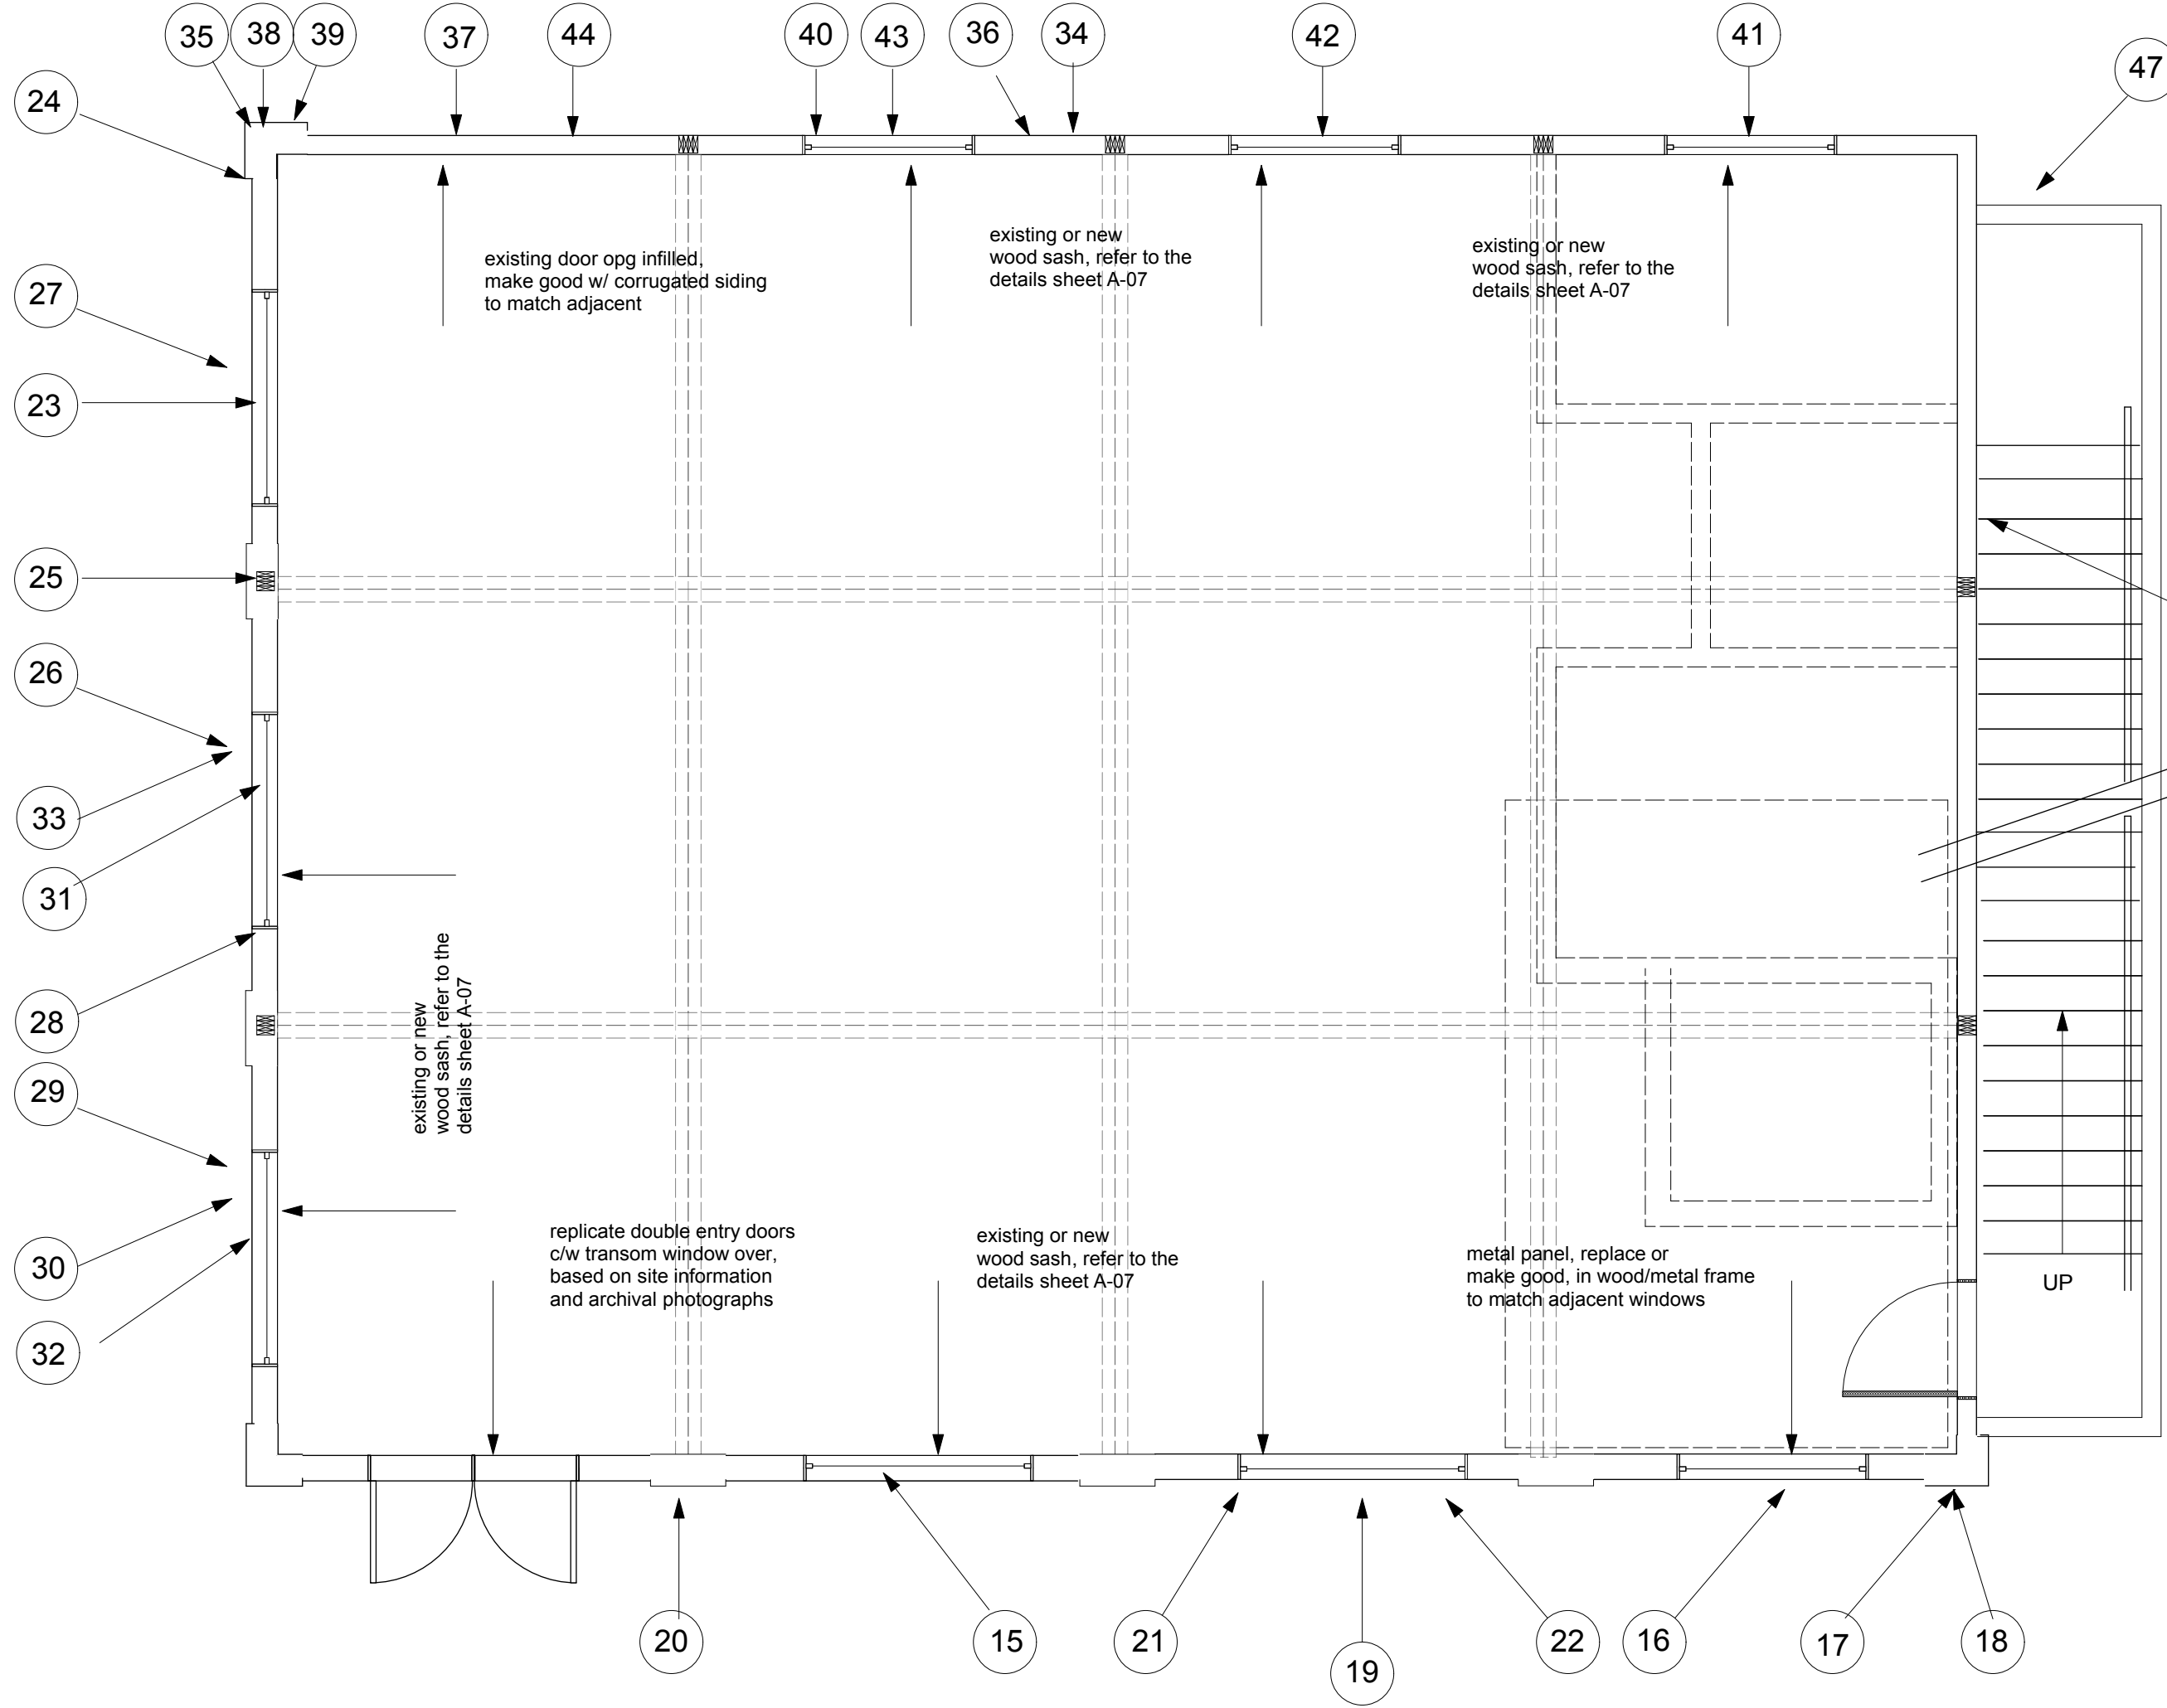 35
38
39
37
44
40
43
36
34
42
41
47
24
27
23
25
26
33
31
28
29
30
32
existing door opg infilled,
make good w/ corrugated siding
to match adjacent
existing or new
wood sash, refer to the
details sheet A-07
existing or new
wood sash, refer to the
details sheet A-07
existing or new
wood sash, refer to the
details sheet A-07
replicate double entry doors
c/w transom window over,
based on site information
and archival photographs
existing or new
wood sash, refer to the
details sheet A-07
metal panel, replace or
make good, in wood/metal frame
to match adjacent windows
UP
20
15
21
19
22
16
17
18